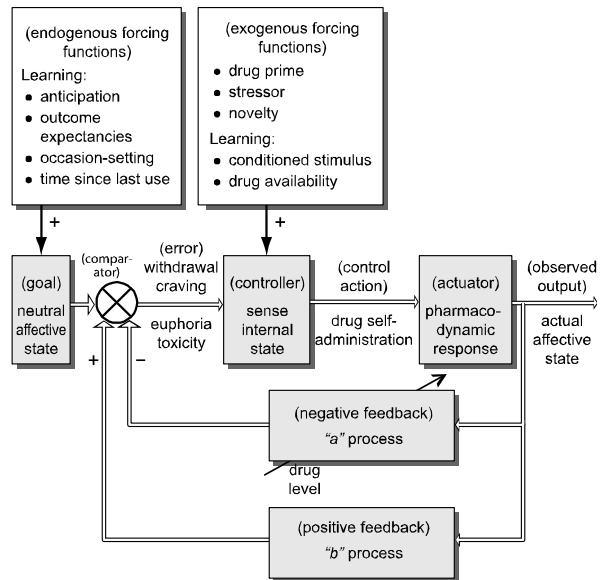 (endogenous forcing
functions)
Learning:
• anticipation
• outcome
expectancies
• occasion-setting
• time since last use
(exogenous forcing
functions)
• drug prime
• stressor
• novelty
Learning:
• conditioned stimulus
• drug availability
+
+
(goal)
neutral
affective
state
(compar-
ator)
+
−
(error)
withdrawal
craving
euphoria
toxicity
(controller)
sense
internal
state
(control
action)
drug self-
administration
(actuator)
pharmaco-
dynamic
response
(observed
output)
actual
affective
state
(negative feedback)
“a” process
drug
level
(positive feedback)
“b” process